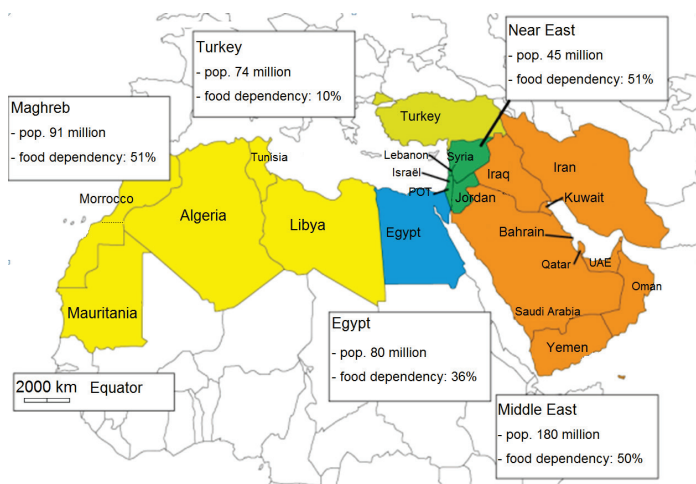 Turkey
- pop. 74 million
- food dependency: 10%
Near East
- pop. 45 million
- food dependency: 51%
Maghreb
- pop. 91 million
- food dependency: 51%
Turkey
Tunisia
Lebanon
Syria
Israël
POT
Jordan
Iraq
Iran
Kuwait
Morrocco
Algeria
Libya
Egypt
Bahrain
Qatar
UAE
Oman
Saudi Arabia
Yemen
Mauritania
Egypt
- pop. 80 million
- food dependency: 36%
2000 km Equator
Middle East
- pop. 180 million
- food dependency: 50%